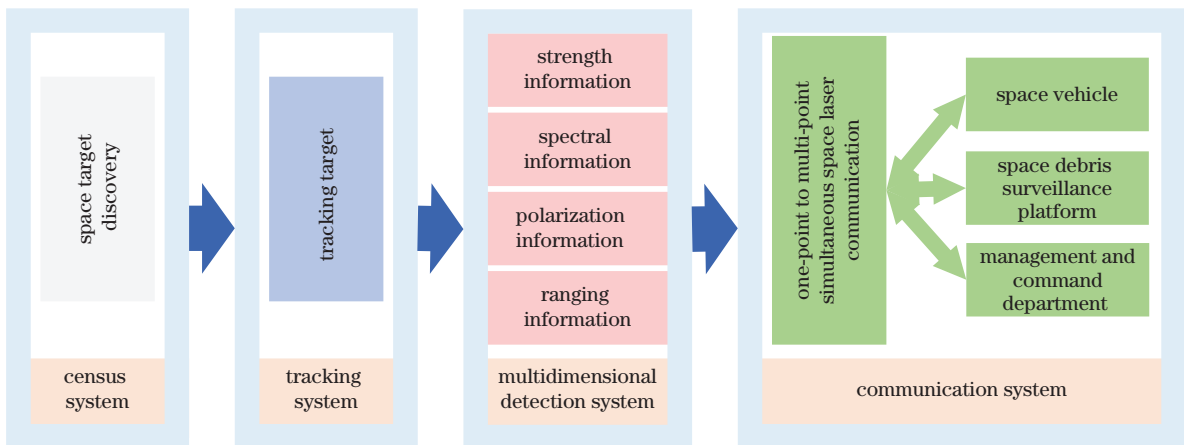 space target
discovery
census
system
tracking target
tracking
system
strength
information
spectral
information
polarization
information
ranging
information
multidimensional
detection system
one-point to multi-point
simultaneous space laser
communication
space vehicle
space debris
surveillance
platform
management and
command
department
communication system